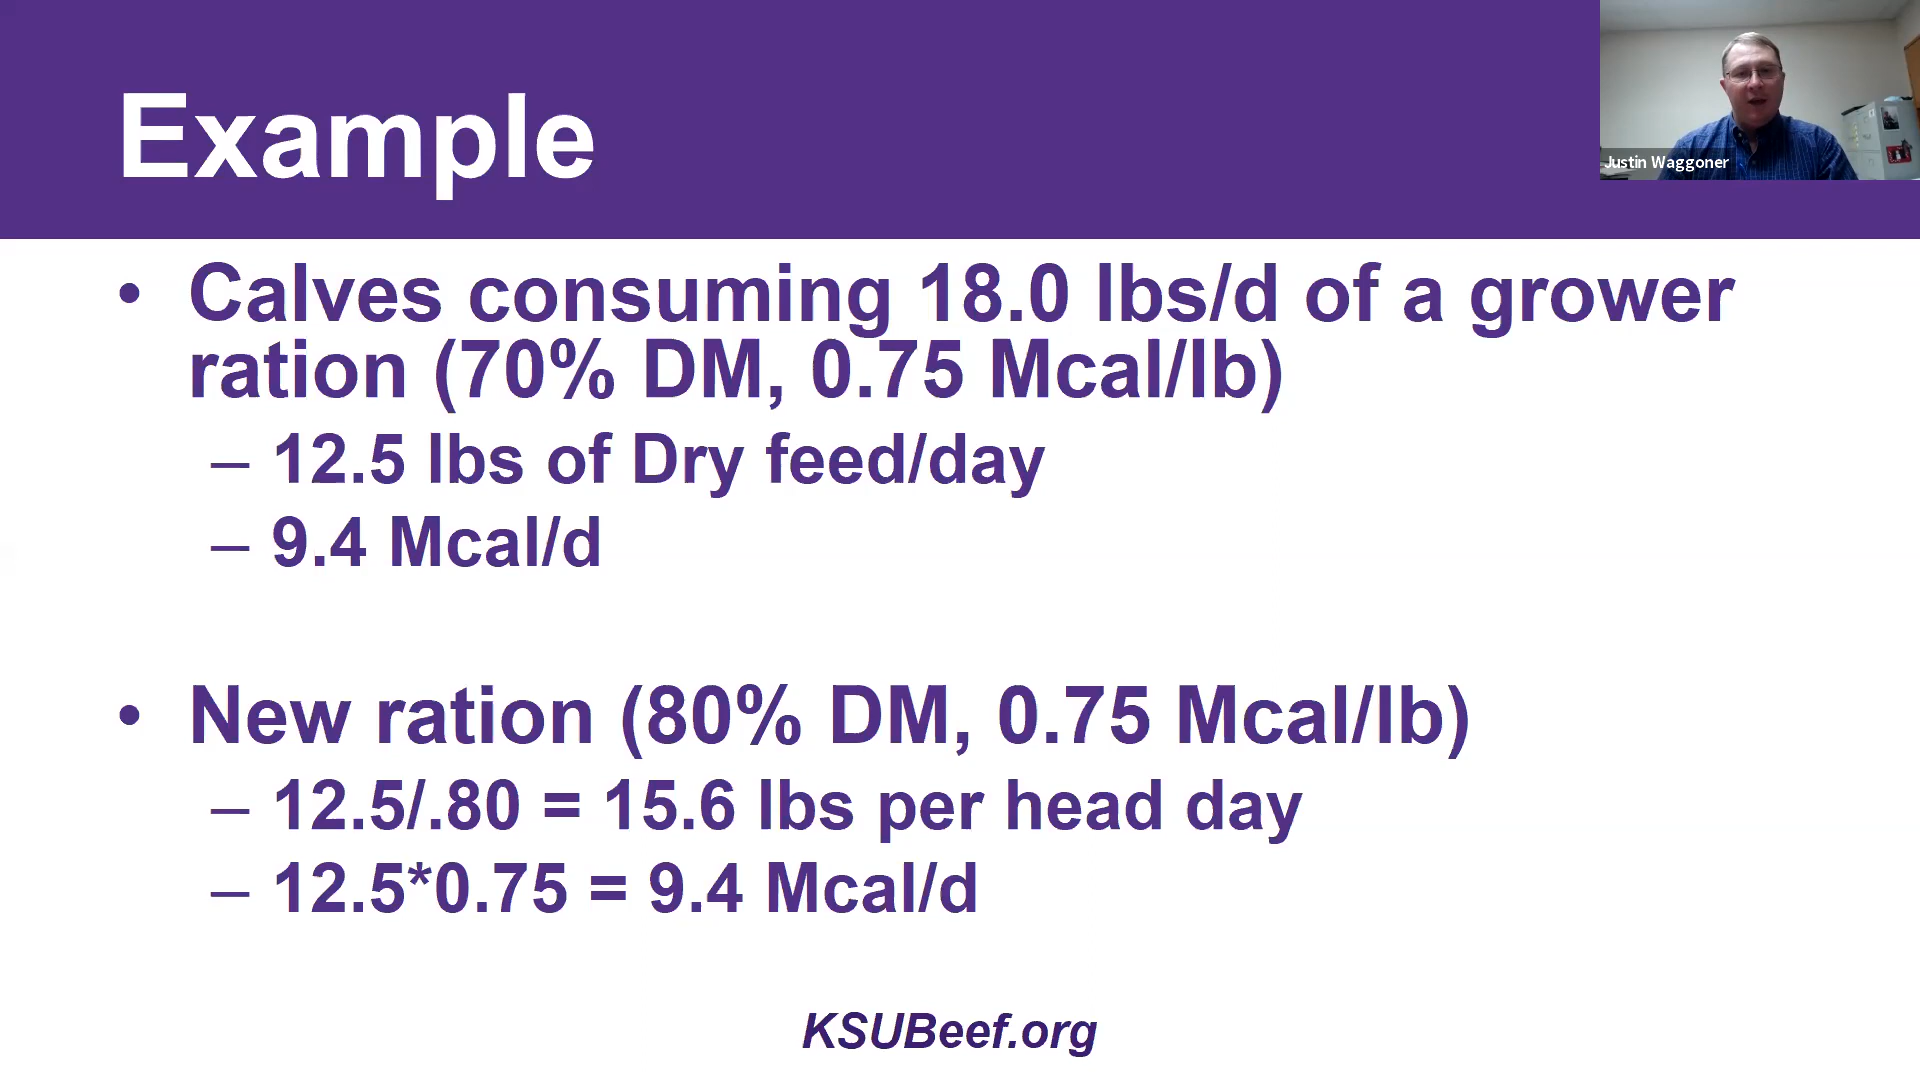 Example
Justin Waggoner
• Calves consuming 18.0 lbs/d of a grower
ration (70% DM, 0.75 Mcal/lb)
– 12.5 lbs of Dry feed/day
– 9.4 Mcal/d
• New ration (80% DM, 0.75 Mcal/lb)
– 12.5/.80 = 15.6 lbs per head day
– 12.5*0.75 = 9.4 Mcal/d
KSUBeef.org